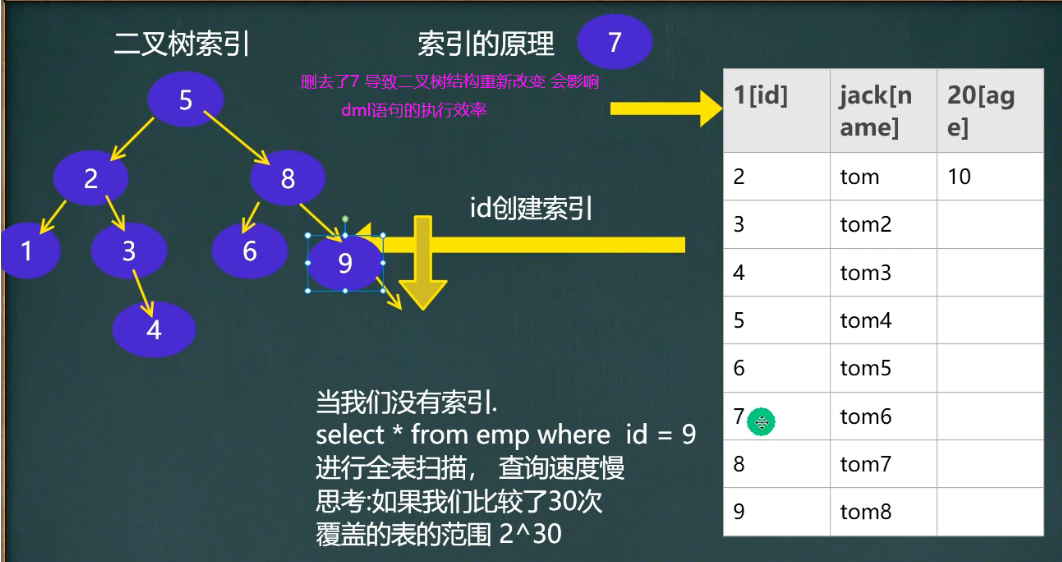 二叉树索引
索引的原理
7
删去了7 导致二叉树结构重新改变 会影响
dml语句的执行效率
5
2
8
1
3
6
9
4
id创建索引
当我们没有索引.
select * from emp where id = 9
进行全表扫描， 查询速度慢
思考:如果我们比较了30次
覆盖的表的范围 2^30
1[id] jack[n 20[ag
ame] e]
2 tom 10
3 tom2
4 tom3
5 tom4
6 tom5
7 tom6
8 tom7
9 tom8